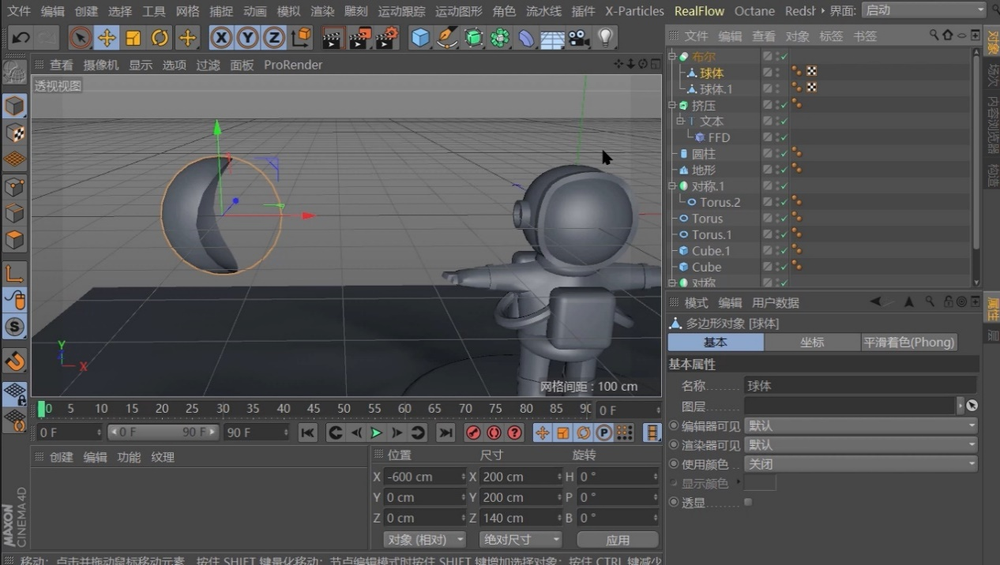 文件 编辑 创建 选择 工具 网格 捕捉 动画 模拟 渲染 雕刻 运动跟踪 运动图形 角色 流水线 插件 X-Particles RealFlow Octane Redsh 界面: 启动
查看 摄像机 显示 选项 过滤 面板 ProRender
透视视图
网格间距 : 100 cm
Y
Z
X
文件 编辑 查看 对象 标签 书签
布尔
球体
球体.1
挤压
文本
FFD
圆柱
地形
对称.1
Torus.2
Torus
Torus.1
Cube.1
Cube
对称
对象
场次
内容浏览器
构造
模式 编辑 用户数据
多边形对象 [球体]
基本 坐标 平滑着色(Phong)
基本属性
名称 球体
图层
编辑器可见 默认
渲染器可见 默认
使用颜色 关闭
显示颜色
透显
属性
层
0 5 10 15 20 25 30 35 40 45 50 55 60 65 70 75 80 85 90 0 F
0 F 0 F 90 F 90 F
创建 编辑 功能 纹理
位置 尺寸 旋转
X -600 cm X 200 cm H 0 °
Y 0 cm Y 200 cm P 0 °
Z 0 cm Z 140 cm B 0 °
对象 (相对) 绝对尺寸 应用
MAXON
CINEMA4D
移动: 点击并拖动鼠标移动元素。按住 SHIFT 键量化移动; 节点编辑模式时按住 SHIFT 键增加选择对象; 按住 CTRL 键减少